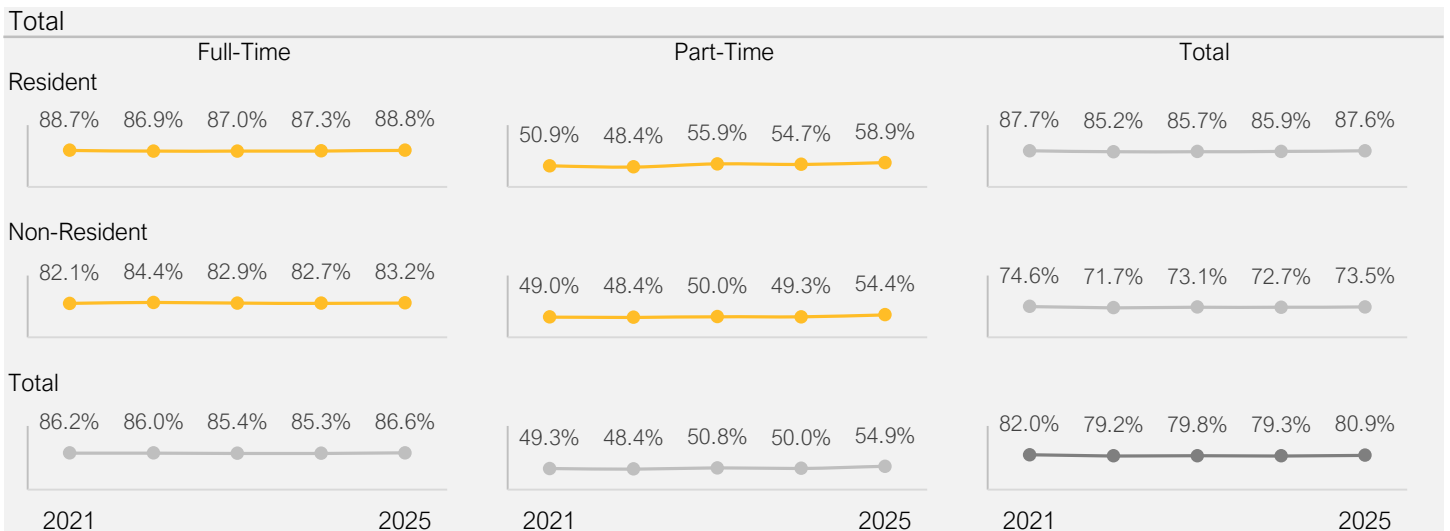 Total
Full-Time Part-Time Total
Resident
88.7% 86.9% 87.0% 87.3% 88.8% 50.9% 48.4% 55.9% 54.7% 58.9% 87.7% 85.2% 85.7% 85.9% 87.6%
Non-Resident
82.1% 84.4% 82.9% 82.7% 83.2% 49.0% 48.4% 50.0% 49.3% 54.4% 74.6% 71.7% 73.1% 72.7% 73.5%
Total
86.2% 86.0% 85.4% 85.3% 86.6% 49.3% 48.4% 50.8% 50.0% 54.9% 82.0% 79.2% 79.8% 79.3% 80.9%
2021 2025 2021 2025 2021 2025